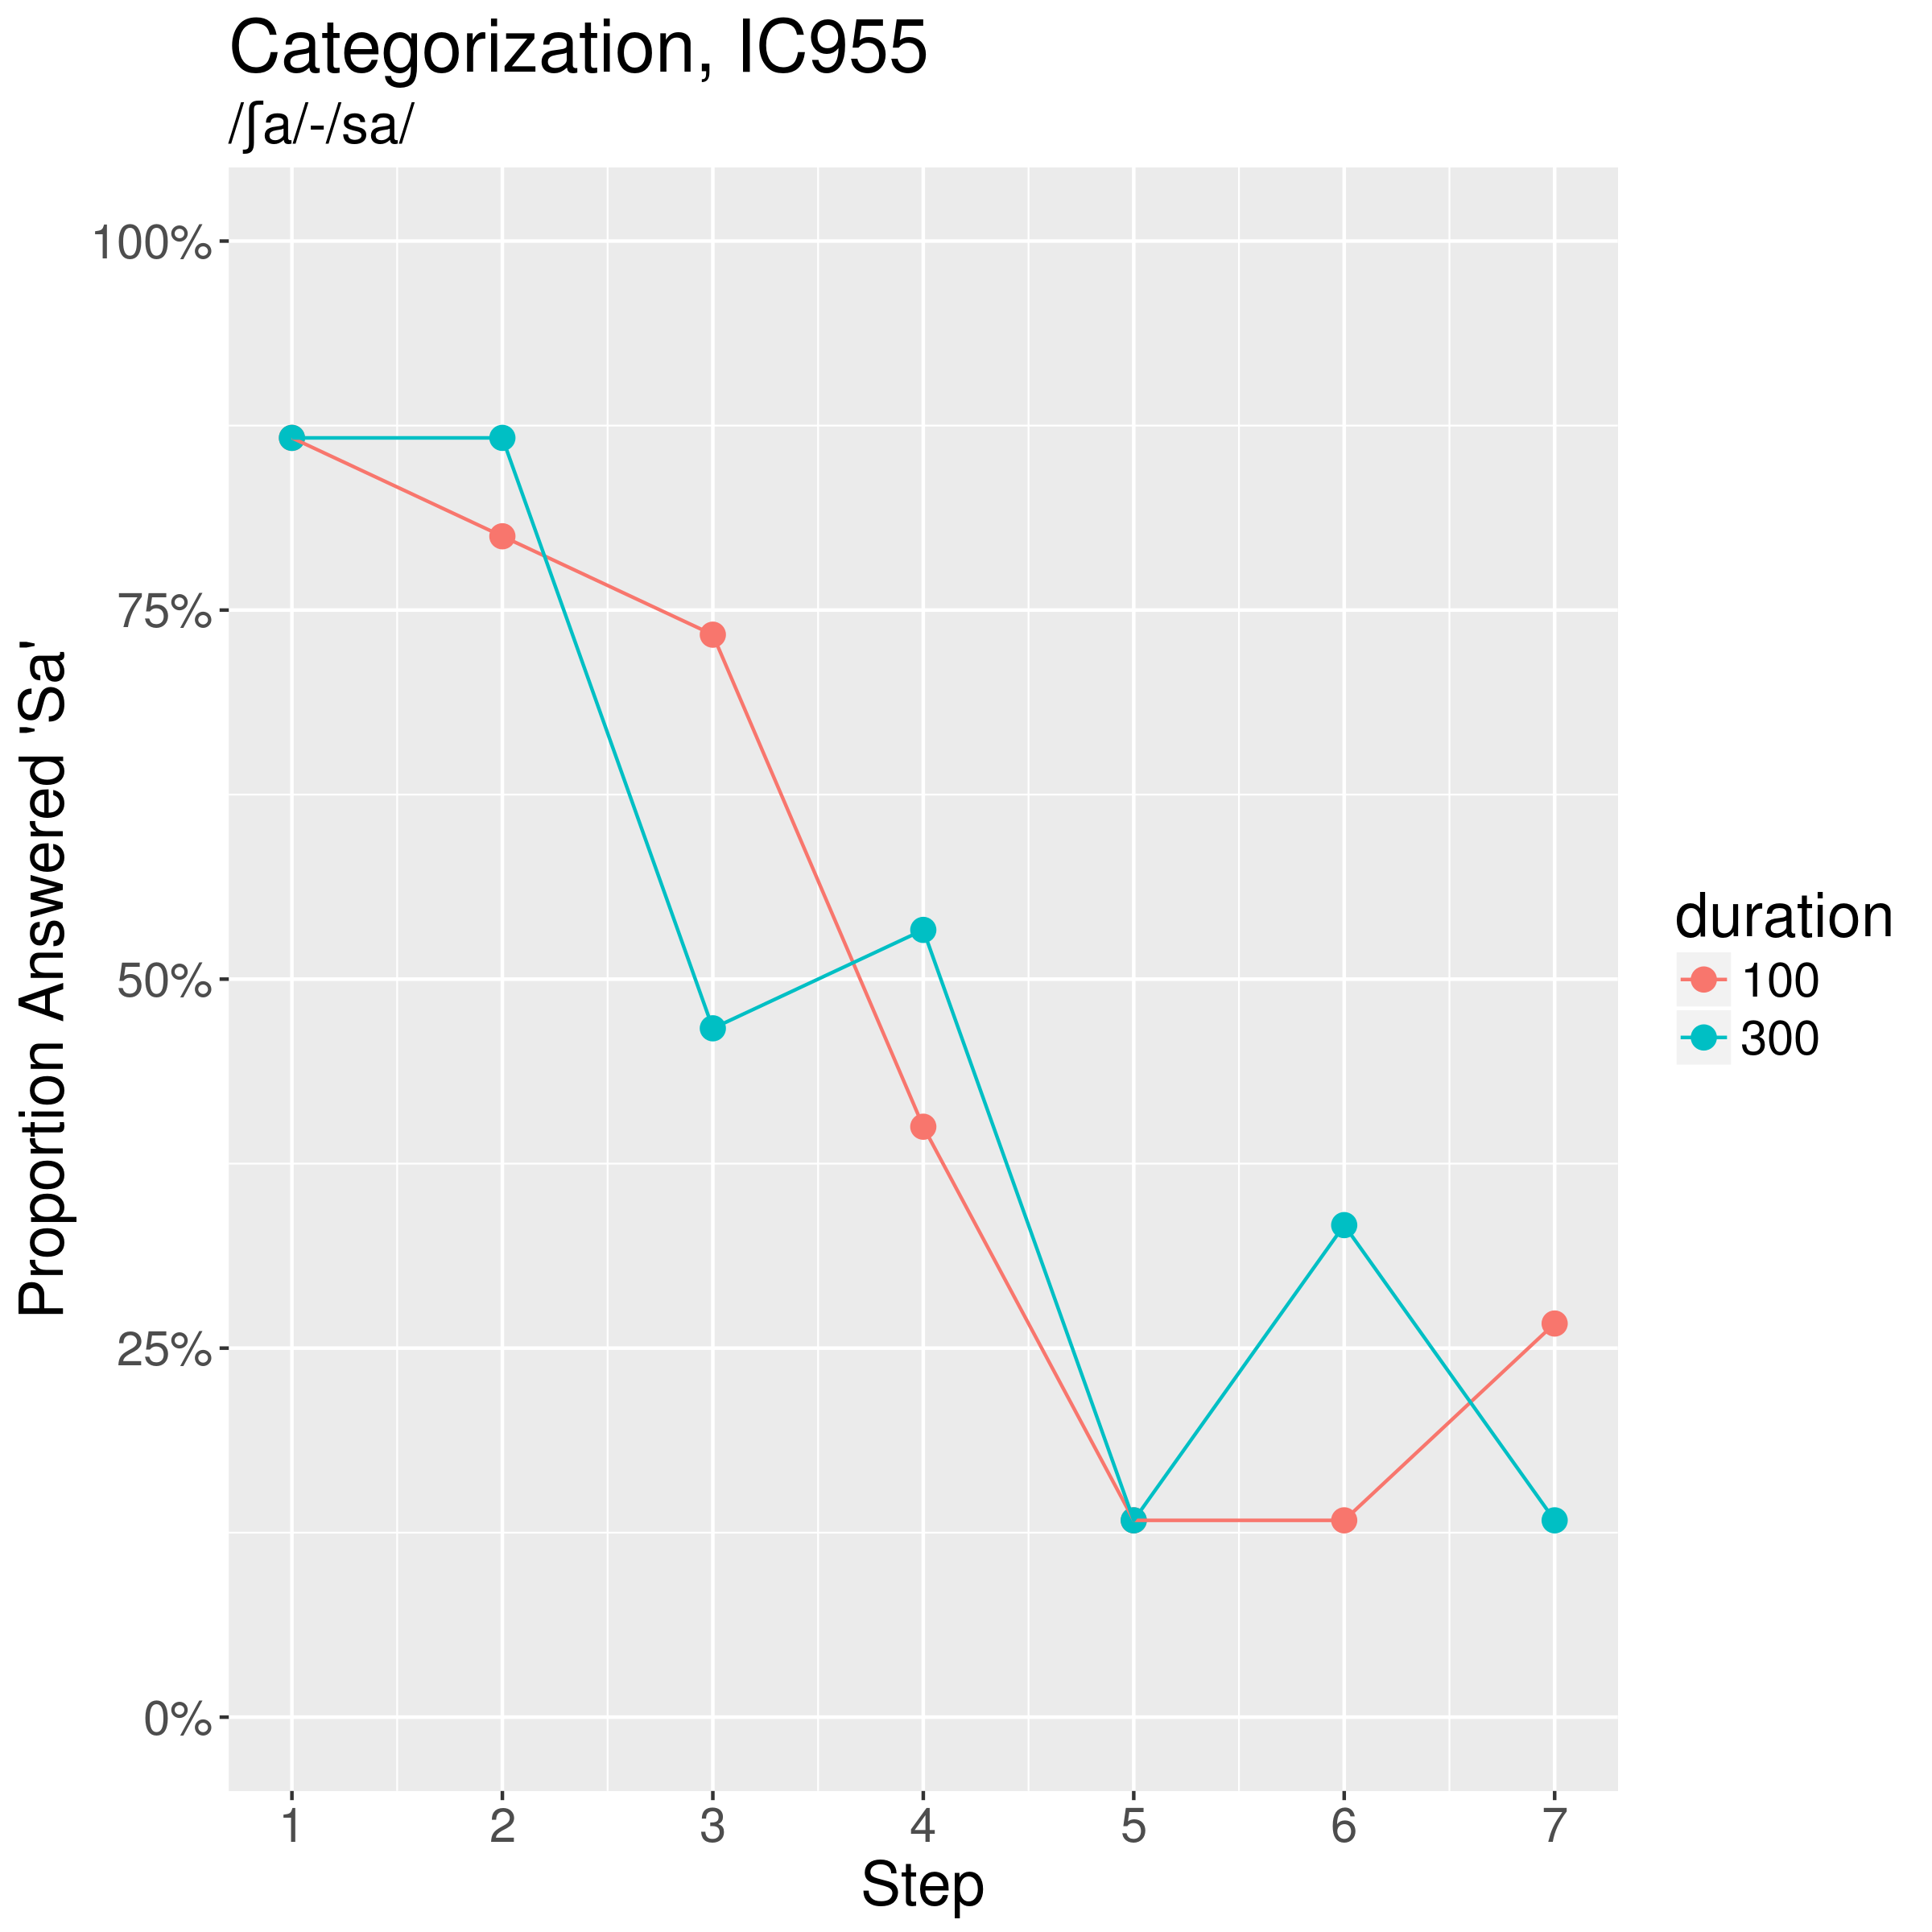 Categorization, IC955
/ʃa/-/sa/
100%
75%
50%
25%
0%
Proportion Answered 'Sa'
1 2 3 4 5 6 7
Step
duration
100
300